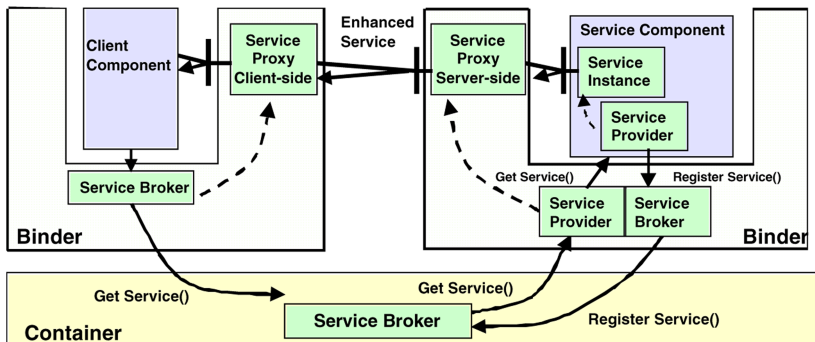 Client
Component
Service
Proxy
Client-side
Enhanced
Service
Service
Proxy
Server-side
Service Component
Service
Instance
Service
Provider
Service Broker
Get Service()
Register Service()
Service
Provider
Service
Broker
Binder
Binder
Get Service()
Get Service()
Service Broker
Register Service()
Container